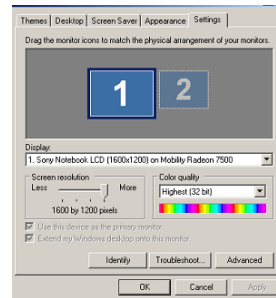 Themes Desktop Screen Saver Appearance Settings
Drag the monitor icons to match the physical arrangement of your monitors.
1 2
Display:
1. Sony Notebook LCD (1600x1200) on Mobility Radeon 7500
Screen resolution
Less More
1600 by 1200 pixels
Color quality
Highest (32 bit)
Use this device as the primary monitor.
Extend my Windows desktop onto this monitor.
Identify Troubleshoot... Advanced
OK Cancel Apply